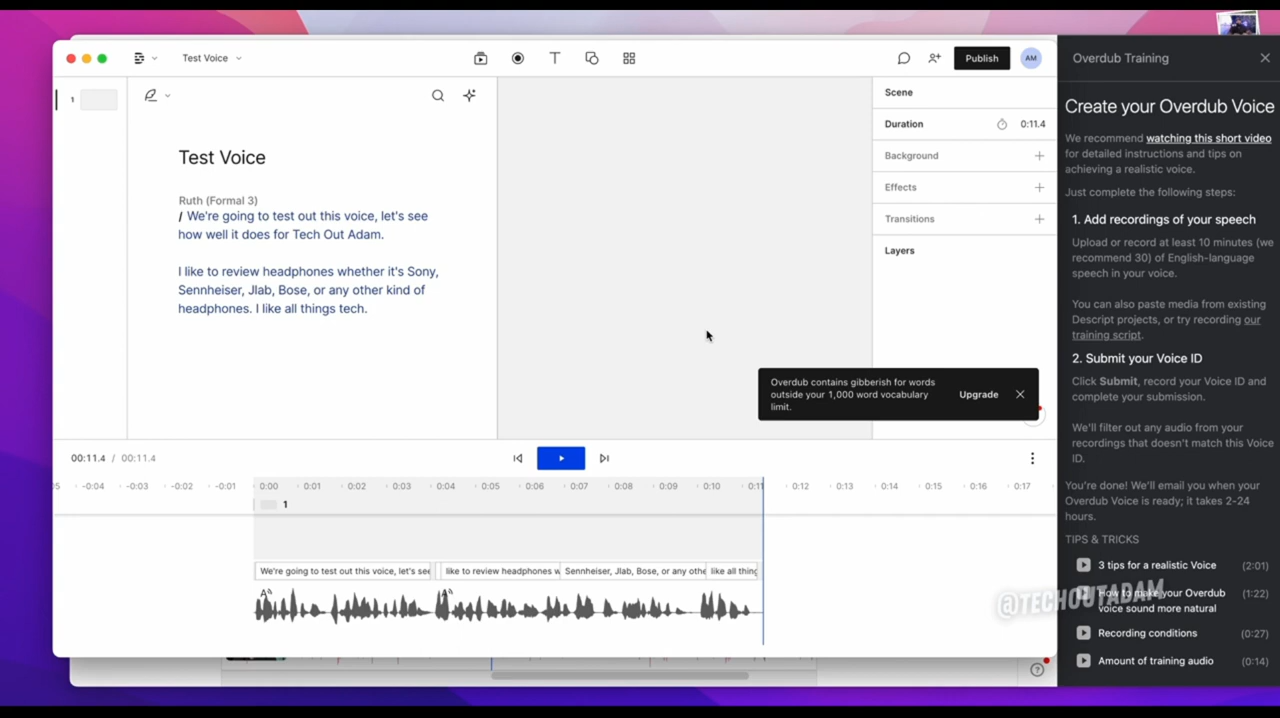 Test Voice
Publish
AM
Overdub Training
1
Scene
Duration
0:11.4
Background
Effects
Transitions
Layers
Test Voice
Ruth (Formal 3)
/ We're going to test out this voice, let's see
how well it does for Tech Out Adam.
I like to review headphones whether it's Sony,
Sennheiser, Jlab, Bose, or any other kind of
headphones. I like all things tech.
Overdub contains gibberish for words
outside your 1,000 word vocabulary
limit.
Upgrade
Create your Overdub Voice
We recommend watching this short video
for detailed instructions and tips on
achieving a realistic voice.
Just complete the following steps:
1. Add recordings of your speech
Upload or record at least 10 minutes (we
recommend 30) of English-language
speech in your voice.
You can also paste media from existing
Descript projects, or try recording our
training script.
2. Submit your Voice ID
Click Submit, record your Voice ID and
complete your submission.
We'll filter out any audio from your
recordings that doesn't match this Voice
ID.
You're done! We'll email you when your
Overdub Voice is ready; it takes 2-24
hours.
TIPS & TRICKS
3 tips for a realistic Voice (2:01)
How to make your Overdub (1:22)
voice sound more natural
Recording conditions (0:27)
Amount of training audio (0:14)
@TECHOUTADAM
00:11.4 / 00:11.4
5 -0:04 -0:03 -0:02 -0:01 0:00 0:01 0:02 0:03 0:04 0:05 0:06 0:07 0:08 0:09 0:10 0:11 0:12 0:13 0:14 0:15 0:16 0:17
1
We're going to test out this voice, let's see
like to review headphones w
Sennheiser, Jlab, Bose, or any othe
like all thing